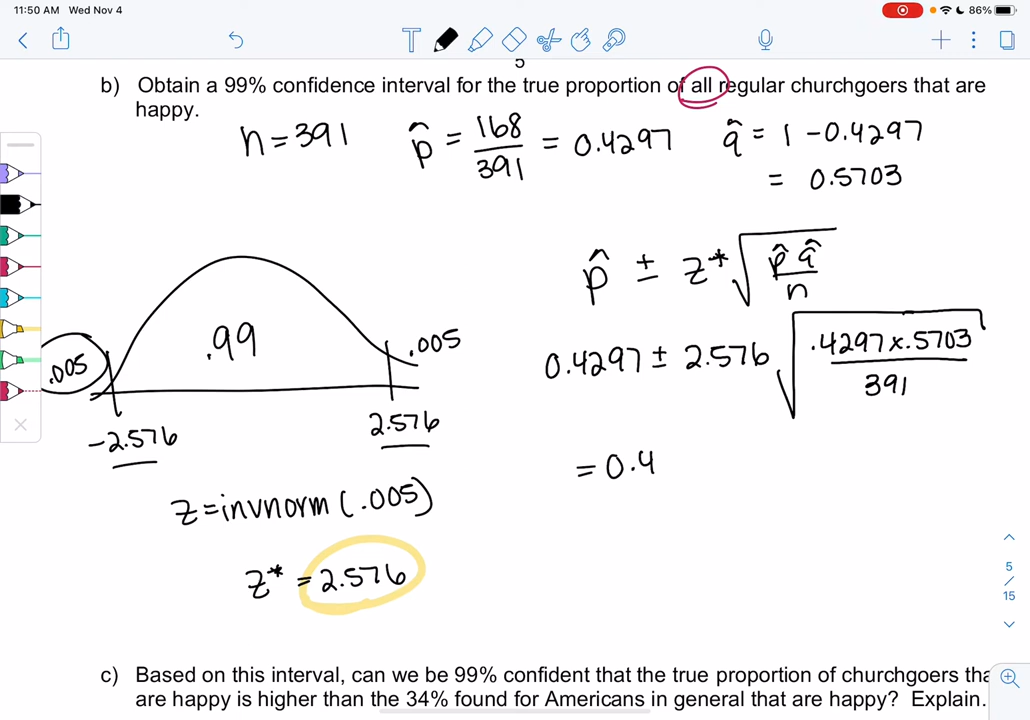 11:50 AM Wed Nov 4
86%
b) Obtain a 99% confidence interval for the true proportion of all regular churchgoers that are
happy.
n = 391
p̂ = 168/391 = 0.4297
q̂ = 1 - 0.4297
= 0.5703
p̂ ± z* √(p̂ q̂ / n)
.99
.005
.005
0.4297 ± 2.576 √(.4297 x .5703 / 391)
-2.576
2.576
= 0.4
z = invnorm (.005)
z* = 2.576
5
/
15
c) Based on this interval, can we be 99% confident that the true proportion of churchgoers tha
are happy is higher than the 34% found for Americans in general that are happy? Explain.